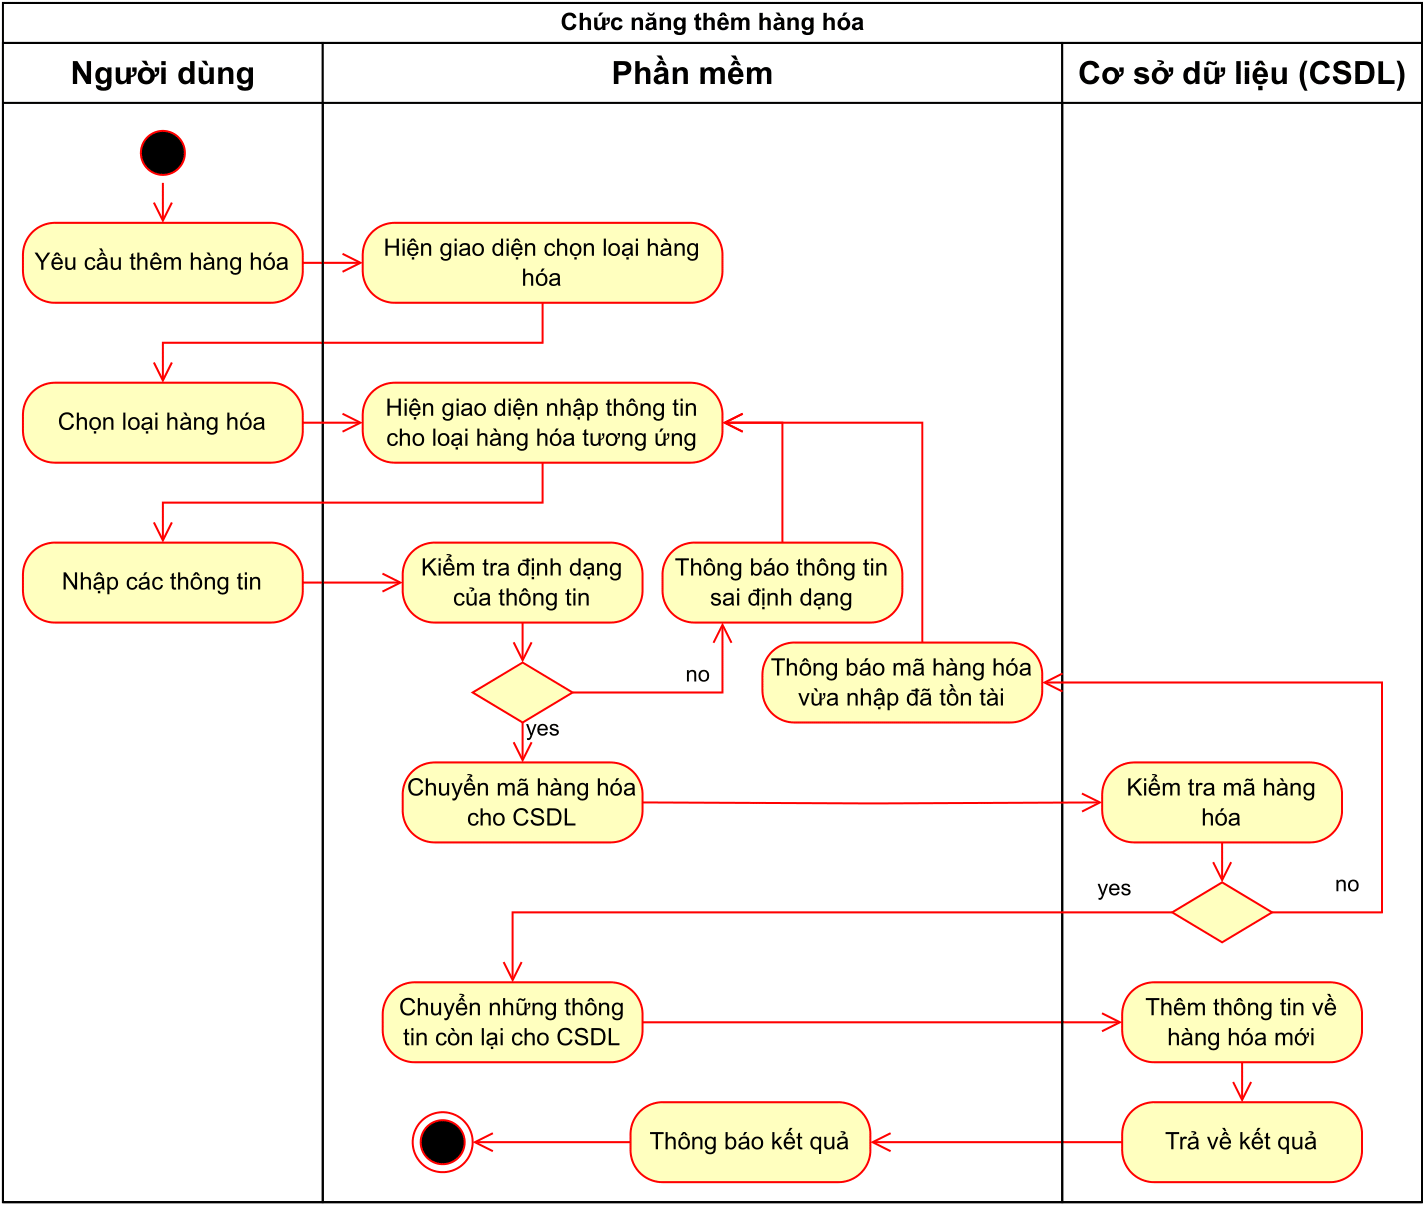 Chức năng thêm hàng hóa
Người dùng
Phần mềm
Cơ sở dữ liệu (CSDL)
Yêu cầu thêm hàng hóa
Hiện giao diện chọn loại hàng
hóa
Chọn loại hàng hóa
Hiện giao diện nhập thông tin
cho loại hàng hóa tương ứng
Nhập các thông tin
Kiểm tra định dạng
của thông tin
Thông báo thông tin
sai định dạng
no
Thông báo mã hàng hóa
vừa nhập đã tồn tài
yes
Chuyển mã hàng hóa
cho CSDL
Kiểm tra mã hàng
hóa
yes
no
Chuyển những thông
tin còn lại cho CSDL
Thêm thông tin về
hàng hóa mới
Thông báo kết quả
Trả về kết quả